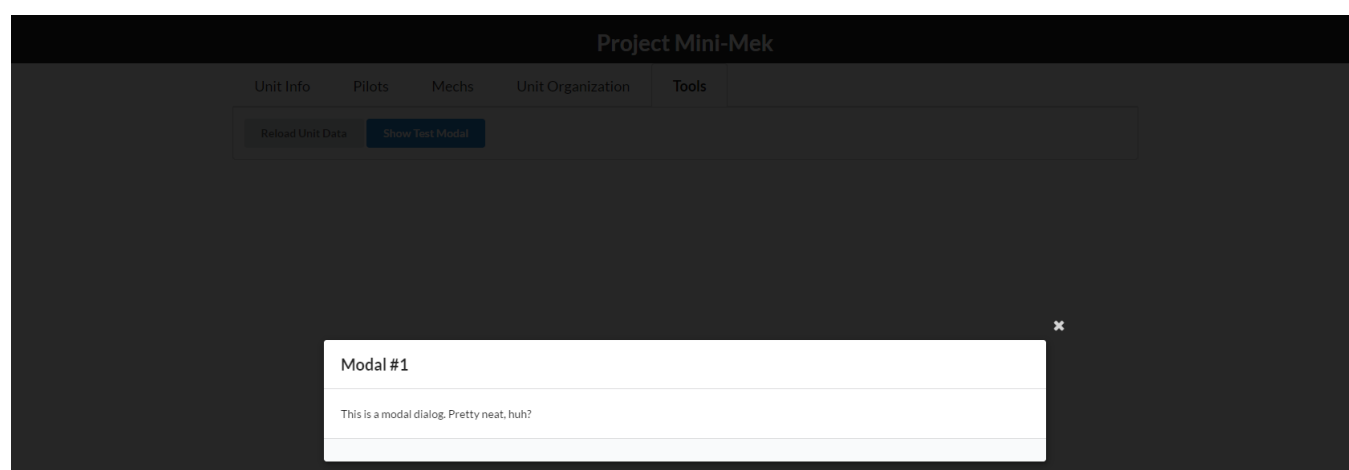 Project Mini-Mek
Unit Info Pilots Mechs Unit Organization Tools
Reload Unit Data Show Test Modal
Modal #1
This is a modal dialog. Pretty neat, huh?